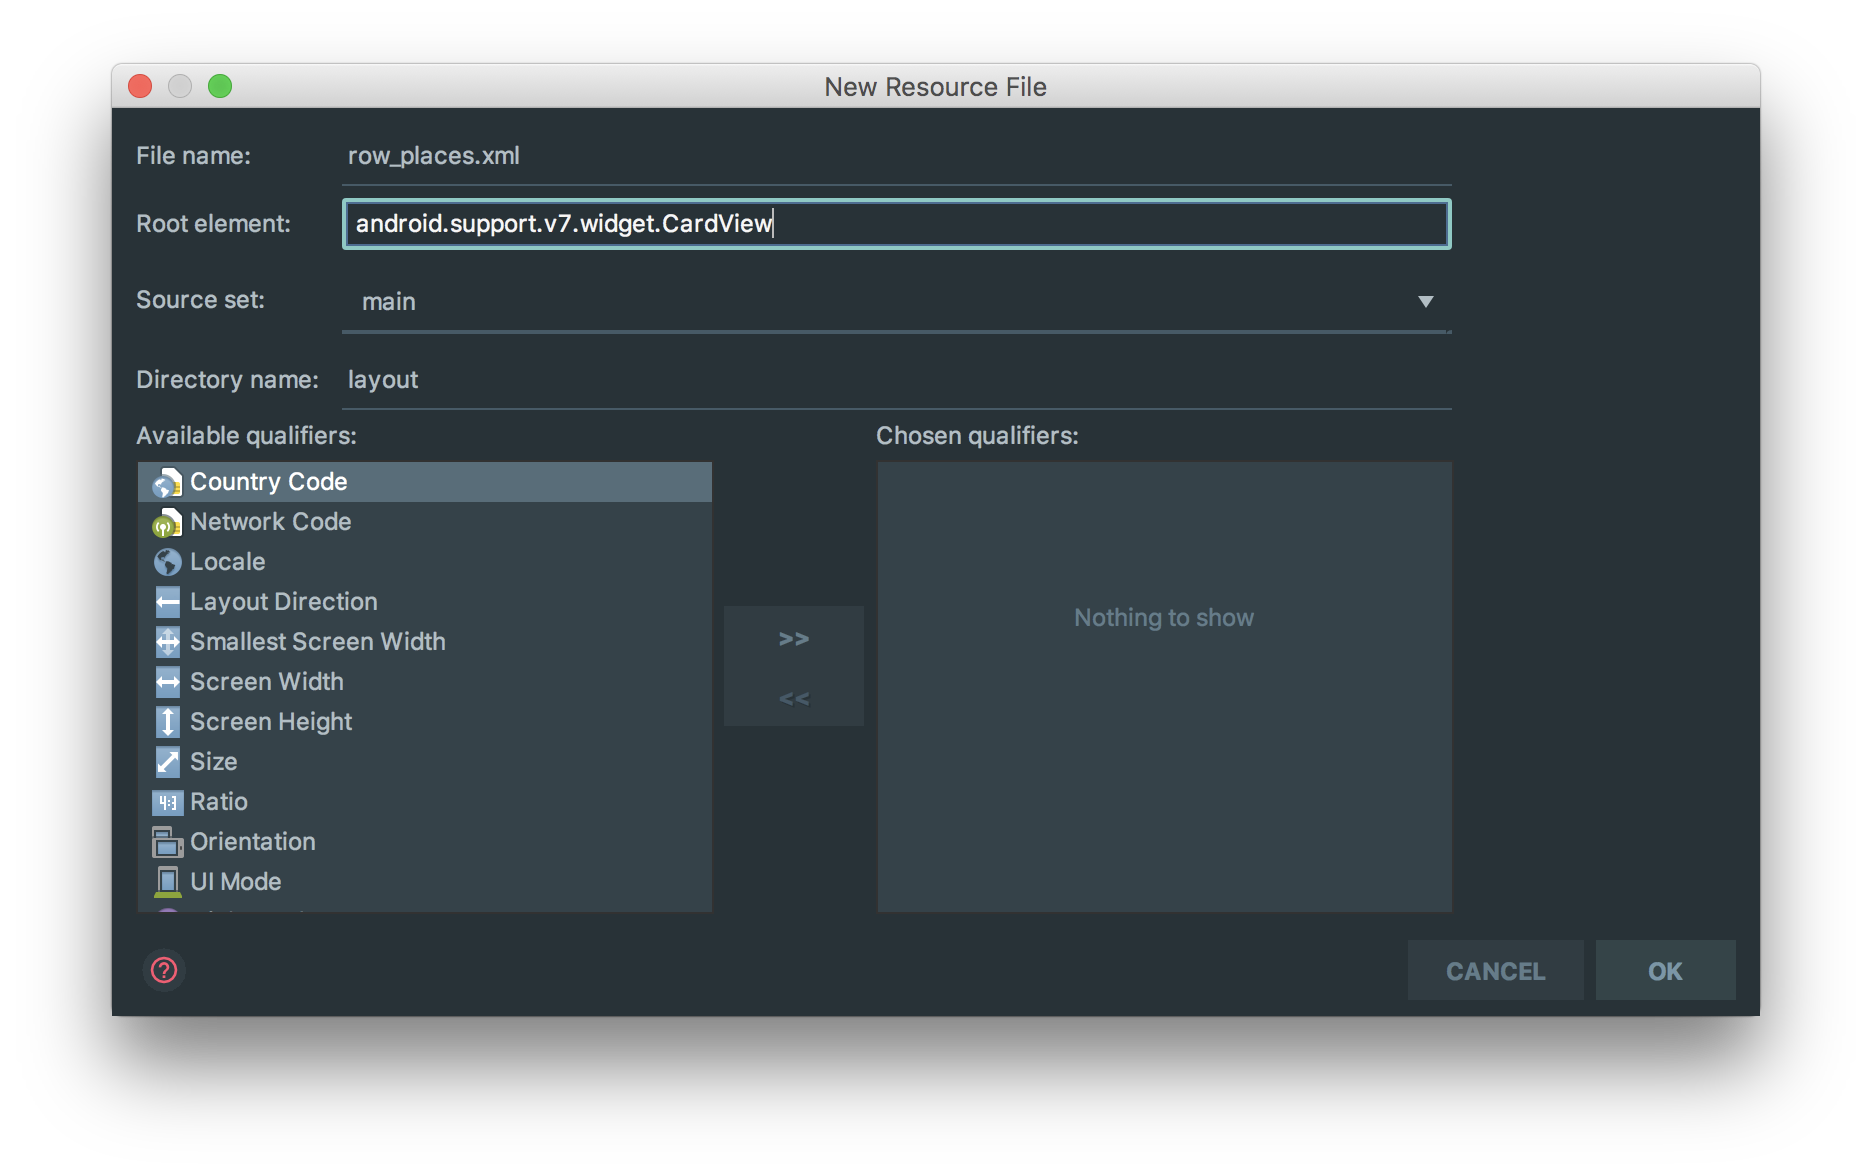 New Resource File
File name: row_places.xml
Root element: android.support.v7.widget.CardView
Source set: main
Directory name: layout
Available qualifiers: Chosen qualifiers:
Country Code
Network Code
Locale
Layout Direction
Nothing to show
Smallest Screen Width
>>
Screen Width
<<
Screen Height
Size
4:3 Ratio
Orientation
UI Mode
?
CANCEL OK